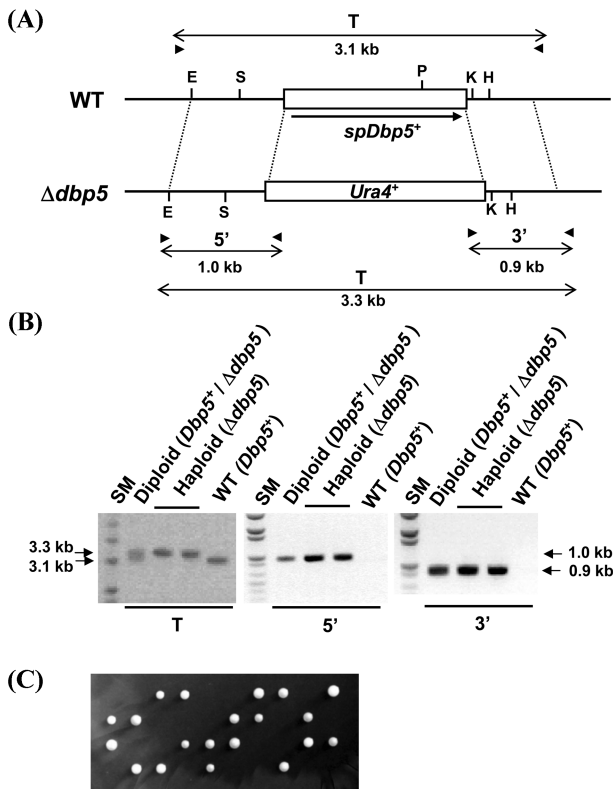 (A)
T
3.1 kb
E
S
P
K
H
WT
spDbp5+
Δdbp5
Ura4+
E
S
K
H
5’
3’
1.0 kb
0.9 kb
T
3.3 kb
(B)
SM
Diploid (Dbp5+ / Δdbp5 )
Haploid (Δdbp5)
WT (Dbp5+)
SM
Diploid (Dbp5+ / Δdbp5 )
Haploid (Δdbp5)
WT (Dbp5+)
SM
Diploid (Dbp5+ / Δdbp5 )
Haploid (Δdbp5)
WT (Dbp5+)
3.3 kb
3.1 kb
1.0 kb
0.9 kb
T
5’
3’
(C)